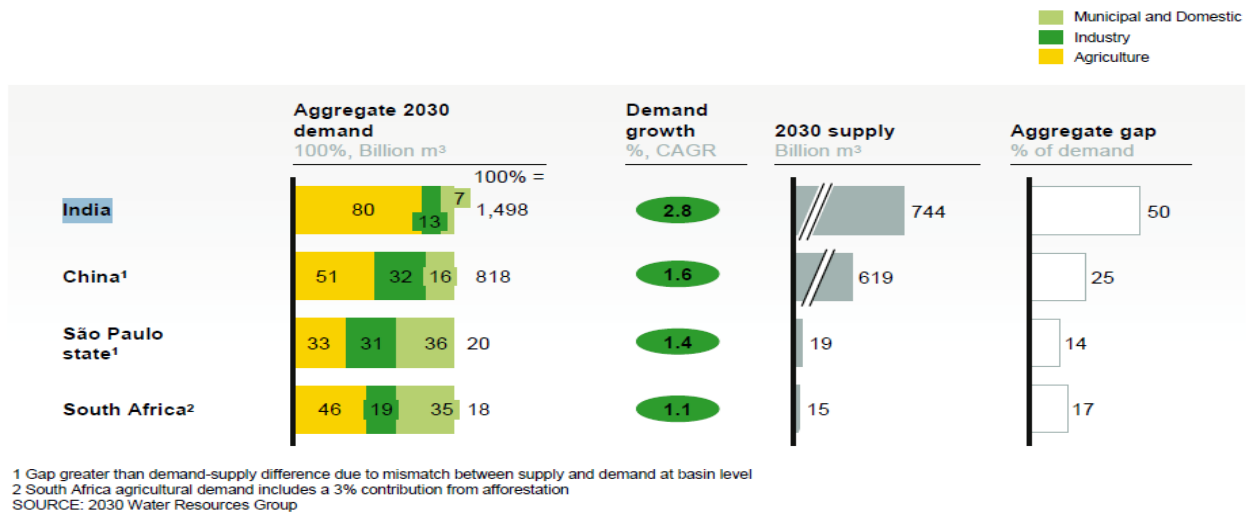 Municipal and Domestic
Industry
Agriculture
Aggregate 2030
demand
100%, Billion m³
Demand
growth
%, CAGR
2030 supply
Billion m³
Aggregate gap
% of demand
100% =
India
80
13
7
1,498
2.8
744
50
China¹
51
32
16
818
1.6
619
25
São Paulo
state¹
33
31
36
20
1.4
19
14
South Africa²
46
19
35
18
1.1
15
17
1 Gap greater than demand-supply difference due to mismatch between supply and demand at basin level
2 South Africa agricultural demand includes a 3% contribution from afforestation
SOURCE: 2030 Water Resources Group